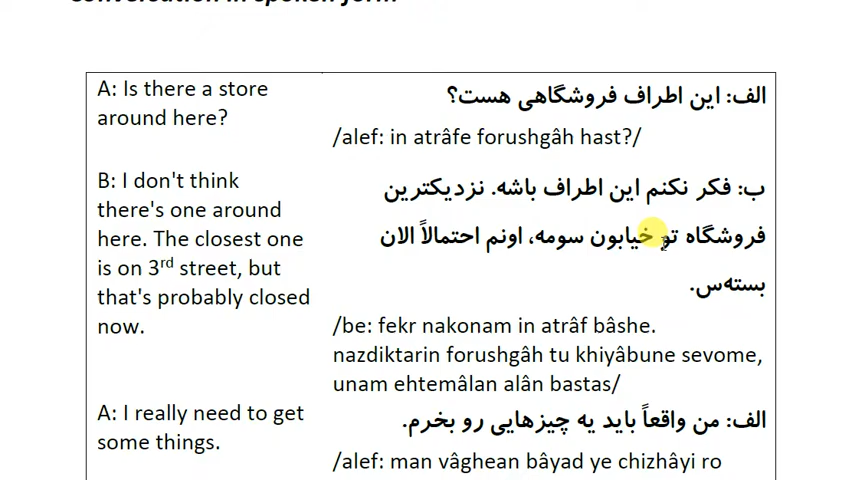 conversation in spoken form
A: Is there a store
around here?
الف: این اطراف فروشگاهی هست؟
/alef: in atrâfe forushgâh hast?/
B: I don't think
there's one around
here. The closest one
is on 3rd street, but
that's probably closed
now.
ب: فکر نکنم این اطراف باشه. نزدیکترین
فروشگاه تو خیابون سومه، اونم احتمالاً الان
بسته‌س.
/be: fekr nakonam in atrâf bâshe.
nazdiktarin forushgâh tu khiyâbune sevome,
unam ehtemâlan alân bastas/
A: I really need to get
some things.
الف: من واقعاً باید یه چیزهایی رو بخرم.
/alef: man vâghean bâyad ye chizhâyi ro